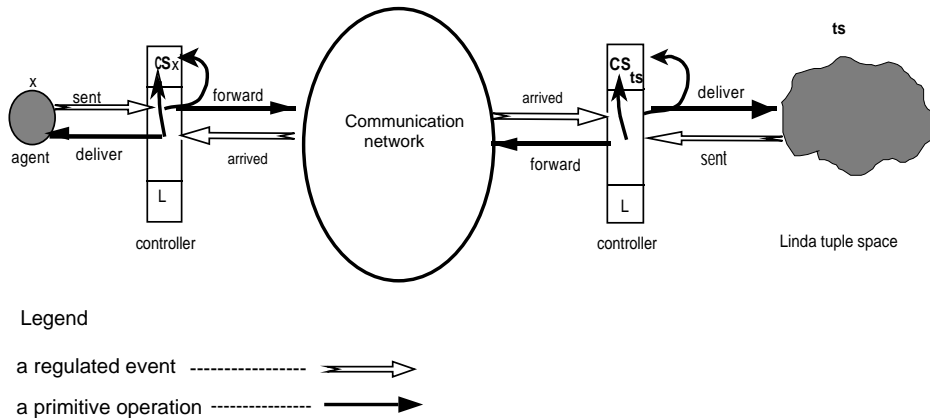 ts
x
CSx
CS
ts
sent
forward
arrived
deliver
Communication
network
agent
deliver
arrived
forward
sent
L
L
controller
controller
Linda tuple space
Legend
a regulated event ------------------
a primitive operation ---------------